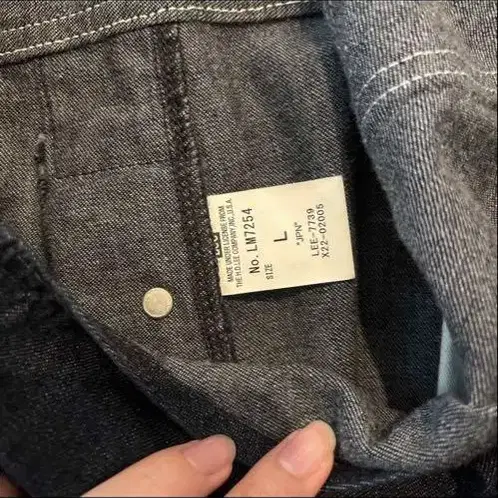 MADE UNDER LICENSE FROM
THE H.D. LEE COMPANY, INC., U.S.A.
No. LM7254
SIZE L
"JPN"
LEE-7739
X22-02005